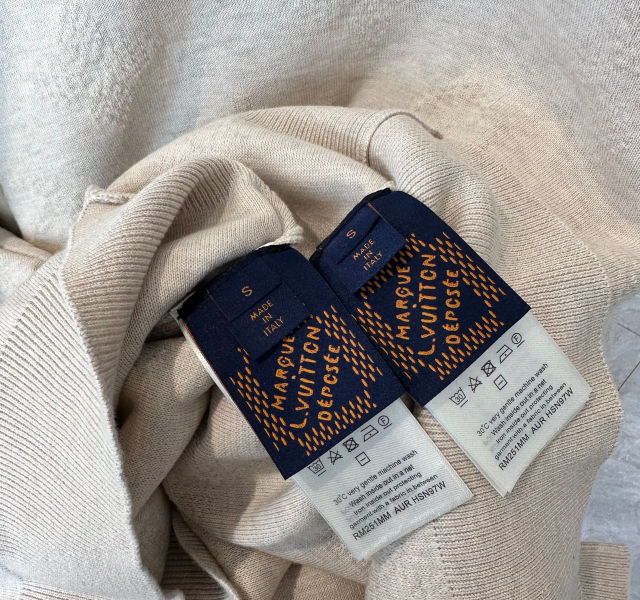 S
MADE
IN
ITALY
MARQUE
L.VUITTON
DÉPOSÉE
30
30°C very gentle machine wash
Wash inside out in a net
Iron inside out protecting
garment with a fabric in between
RM251MM AUR HSN97W
S
MADE
IN
ITALY
MARQUE
L.VUITTON
DÉPOSÉE
30
30°C very gentle machine wash
Wash inside out in a net
Iron inside out protecting
garment with a fabric in between
RM251MM AUR HSN97W